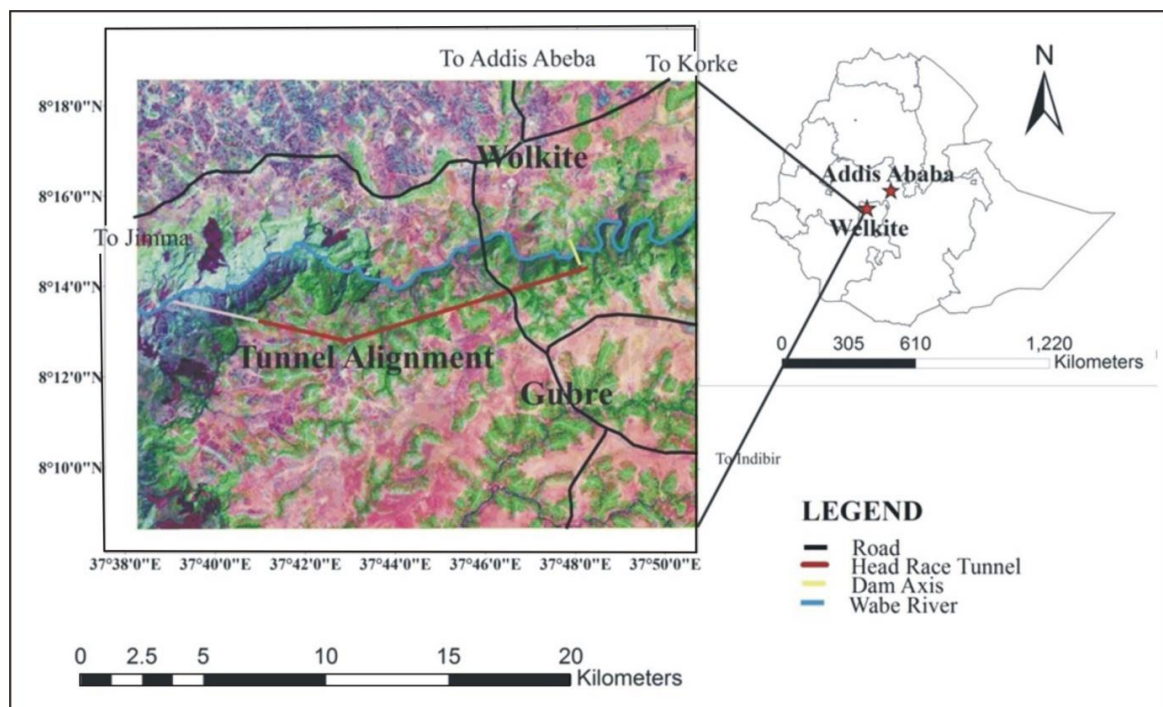 To Addis Abeba
To Korke
8°18'0"N
8°16'0"N
8°14'0"N
8°12'0"N
8°10'0"N
Wolkite
To Jimma
Tunnel Alignment
Gubre
To Indibir
37°38'0"E 37°40'0"E 37°42'0"E 37°44'0"E 37°46'0"E 37°48'0"E 37°50'0"E
0 2.5 5 10 15 20
Kilometers
N
Addis Ababa
Welkite
0 305 610 1,220
Kilometers
LEGEND
Road
Head Race Tunnel
Dam Axis
Wabe River